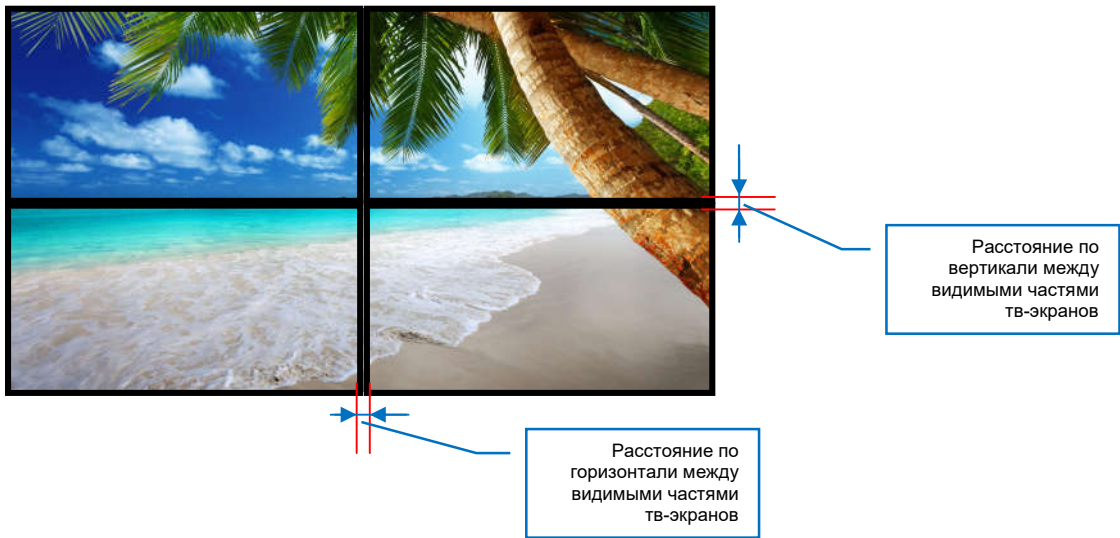 Расстояние по
вертикали между
видимыми частями
тв-экранов
Расстояние по
горизонтали между
видимыми частями
тв-экранов